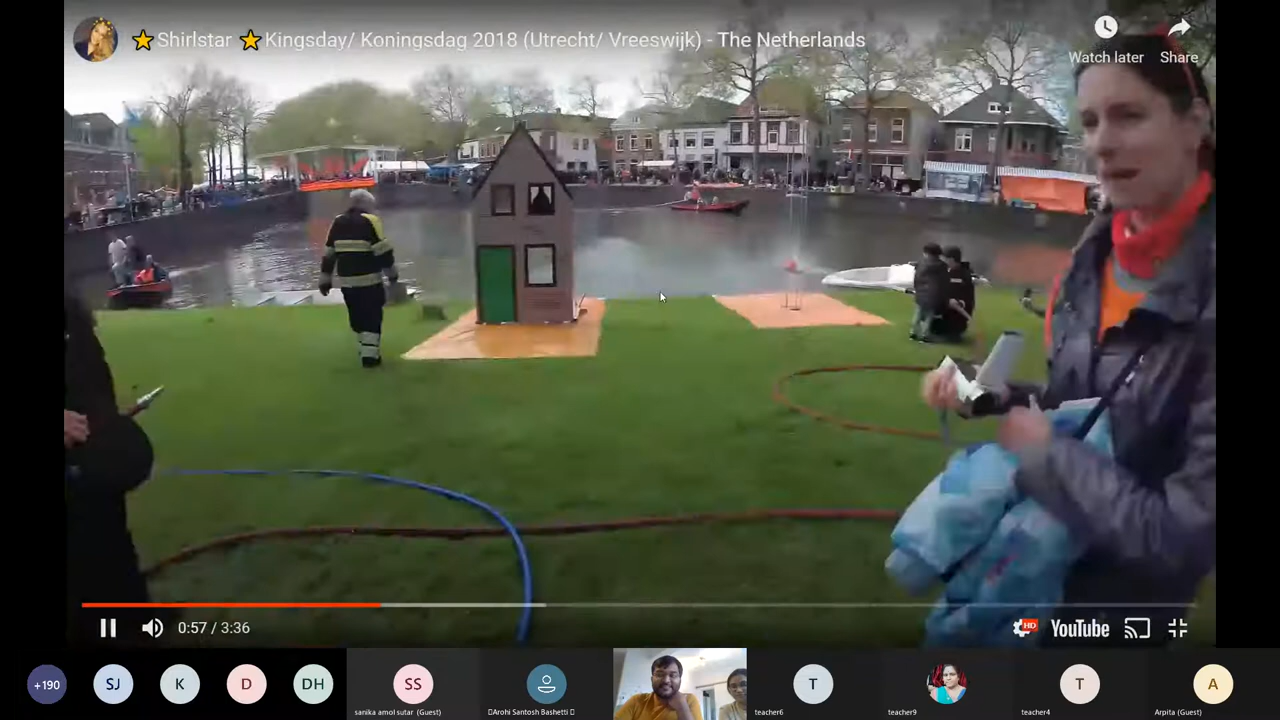 ⭐Shirlstar ⭐Kingsday/ Koningsdag 2018 (Utrecht/ Vreeswijk) - The Netherlands
Watch later
Share
0:57 / 3:36
HD
YouTube
+190
SJ
K
D
DH
SS
T
T
A
sanika amol sutar (Guest)
Arohi Santosh Bashetti
teacher6
teacher9
teacher4
Arpita (Guest)